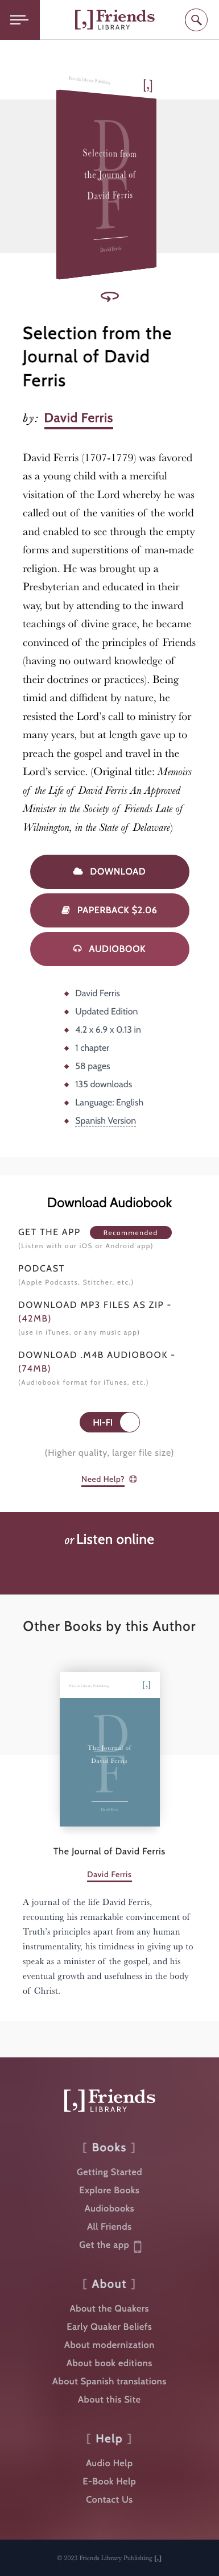 [,] Friends
LIBRARY
Friends Library Publishing
[,]
DF
Selection from
the Journal of
David Ferris
David Ferris
Selection from the
Journal of David
Ferris
by: David Ferris
David Ferris (1707-1779) was favored
as a young child with a merciful
visitation of the Lord whereby he was
called out of the vanities of the world
and enabled to see through the empty
forms and superstitions of man-made
religion. He was brought up a
Presbyterian and educated in their
way, but by attending to the inward
teachings of divine grace, he became
convinced of the principles of Friends
(having no outward knowledge of
their doctrines or practices). Being
timid and diffident by nature, he
resisted the Lord’s call to ministry for
many years, but at length gave up to
preach the gospel and travel in the
Lord’s service. (Original title: Memoirs
of the Life of David Ferris An Approved
Minister in the Society of Friends Late of
Wilmington, in the State of Delaware)
DOWNLOAD
PAPERBACK $2.06
AUDIOBOOK
David Ferris
Updated Edition
4.2 x 6.9 x 0.13 in
1 chapter
58 pages
135 downloads
Language: English
Spanish Version
Download Audiobook
GET THE APP Recommended
(Listen with our iOS or Android app)
PODCAST
(Apple Podcasts, Stitcher, etc.)
DOWNLOAD MP3 FILES AS ZIP -
(42MB)
(use in iTunes, or any music app)
DOWNLOAD .M4B AUDIOBOOK -
(74MB)
(Audiobook format for iTunes, etc.)
HI-FI
(Higher quality, larger file size)
Need Help?
or Listen online
Other Books by this Author
Friends Library Publishing
[,]
DF
The Journal of
David Ferris
David Ferris
The Journal of David Ferris
David Ferris
A journal of the life David Ferris,
recounting his remarkable convincement of
Truth’s principles apart from any human
instrumentality, his timidness in giving up to
speak as a minister of the gospel, and his
eventual growth and usefulness in the body
of Christ.
[,] Friends
LIBRARY
[ Books ]
Getting Started
Explore Books
Audiobooks
All Friends
Get the app
[ About ]
About the Quakers
Early Quaker Beliefs
About modernization
About book editions
About Spanish translations
About this Site
[ Help ]
Audio Help
E-Book Help
Contact Us
© 2023 Friends Library Publishing [,]